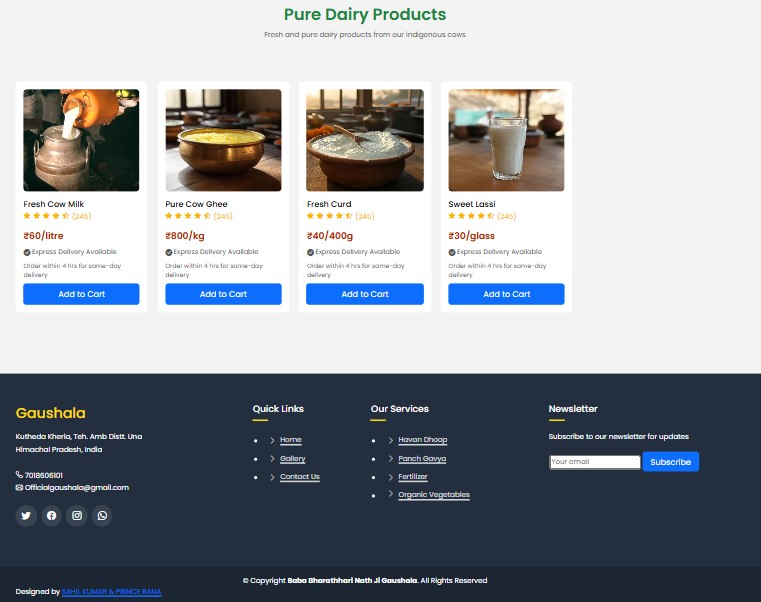 Pure Dairy Products
Fresh and pure dairy products from our indigenous cows
Fresh Cow Milk
(245)
₹60/litre
Express Delivery Available
Order within 4 hrs for same-day
delivery
Add to Cart
Pure Cow Ghee
(245)
₹800/kg
Express Delivery Available
Order within 4 hrs for same-day
delivery
Add to Cart
Fresh Curd
(245)
₹40/400g
Express Delivery Available
Order within 4 hrs for same-day
delivery
Add to Cart
Sweet Lassi
(245)
₹30/glass
Express Delivery Available
Order within 4 hrs for same-day
delivery
Add to Cart
Gaushala
Kutheda Kheria, Teh. Amb Distt. Una
Himachal Pradesh, India
7018606101
Officialgaushala@gmail.com
Quick Links
Home
Gallery
Contact Us
Our Services
Havan Dhoop
Panch Gavya
Fertilizer
Organic Vegetables
Newsletter
Subscribe to our newsletter for updates
Your email
Subscribe
© Copyright Baba Bharathhari Nath Ji Gaushala. All Rights Reserved
Designed by SAHIL KUMAR & PRINCE RANA